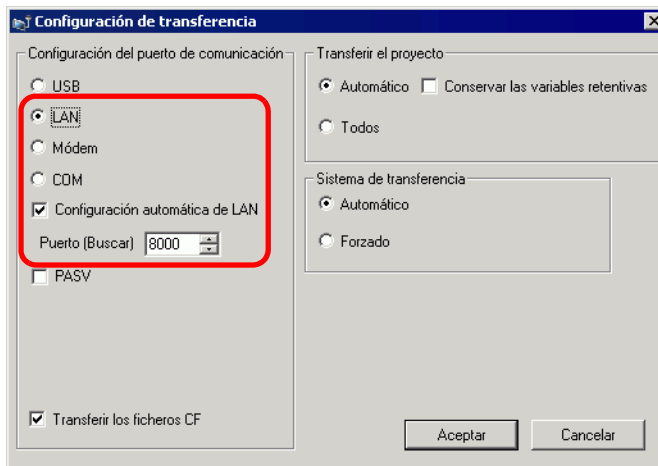 Configuración de transferencia
Configuración del puerto de comunicación
USB
LAN
Módem
COM
Configuración automática de LAN
Puerto (Buscar) 8000
PASV
Transferir los ficheros CF
Transferir el proyecto
Automático Conservar las variables retentivas
Todos
Sistema de transferencia
Automático
Forzado
Aceptar Cancelar